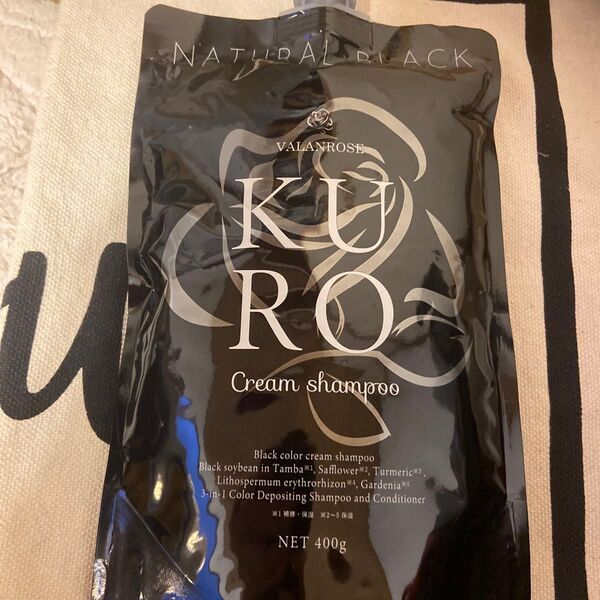 NATURAL BLACK
VALANROSE
KU
RO
Cream shampoo
Black color cream shampoo
Black soybean in Tamba※1, Safflower※2, Turmeric※3
Lithospermum erythrorhizon※4, Gardenia※5
3-in-1 Color Depositing Shampoo and Conditioner
※1 補修・保湿 ※2～5 保湿
NET 400g